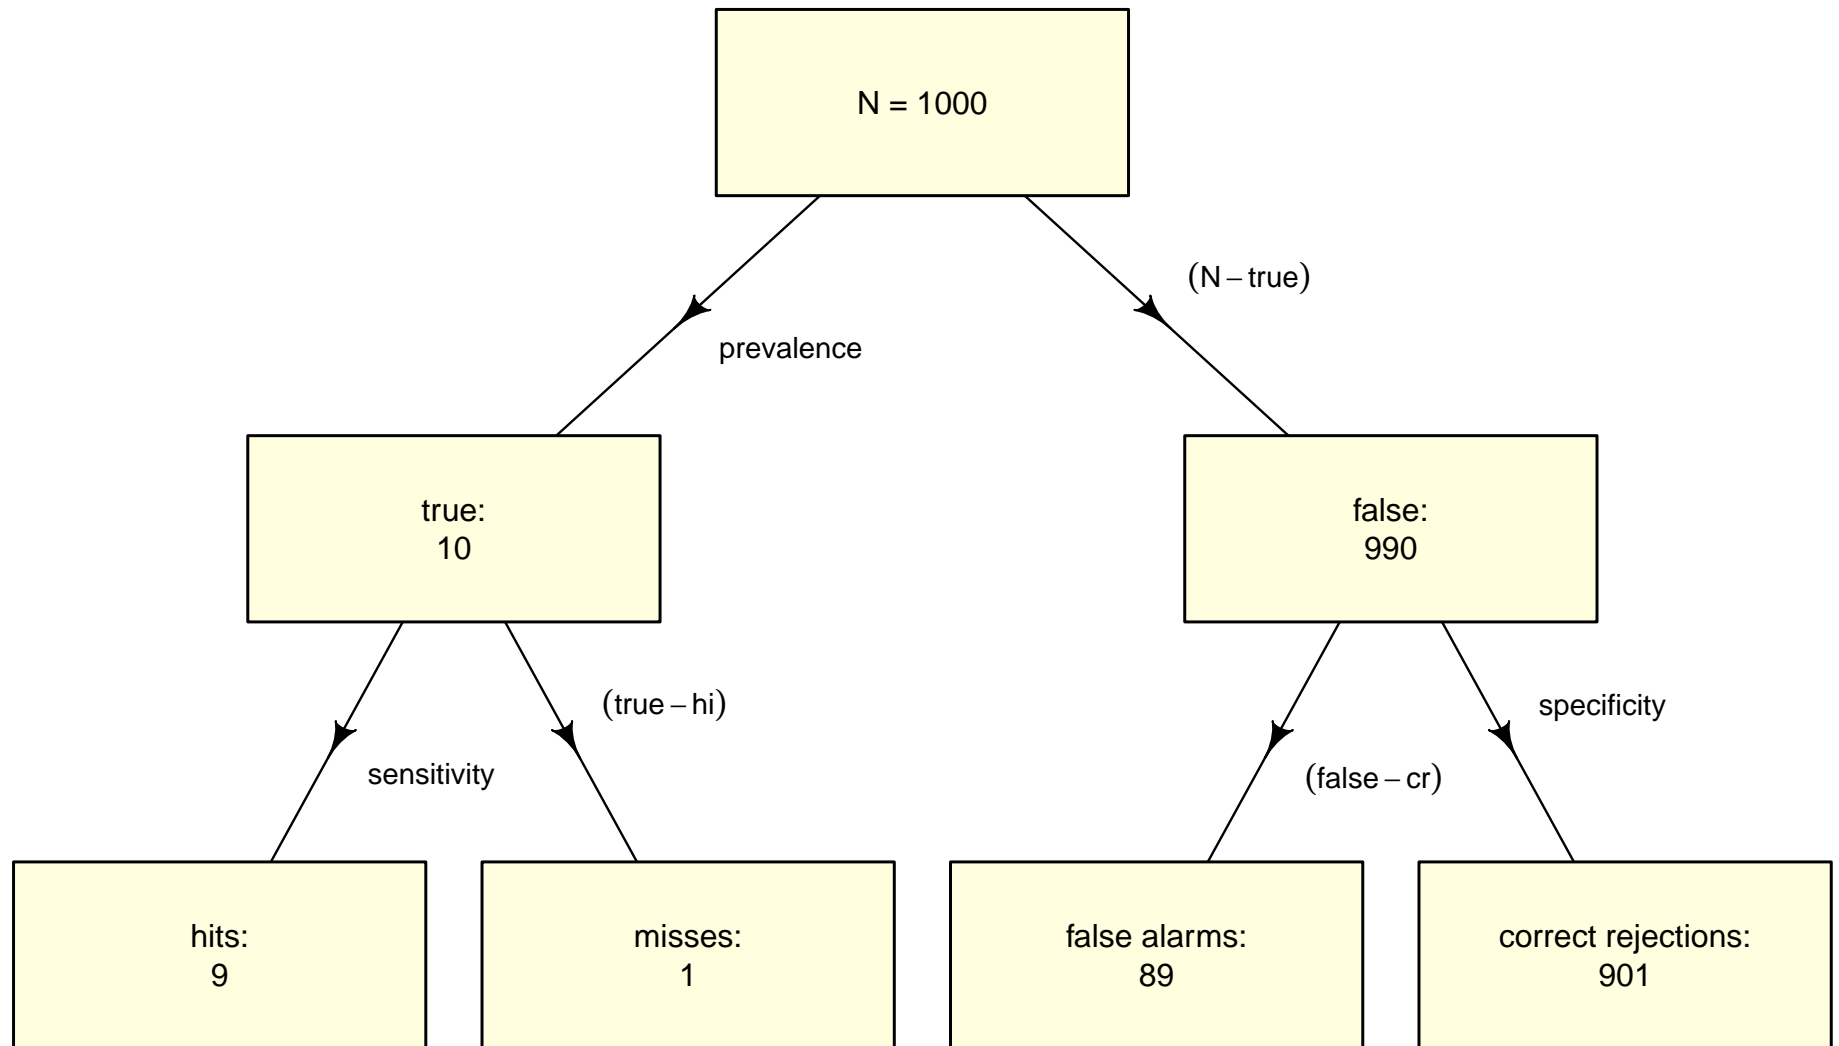 N = 1000
(N – true)
prevalence
true:
10
false:
990
(true – hi)
specificity
sensitivity
(false – cr)
hits:
9
misses:
1
false alarms:
89
correct rejections:
901